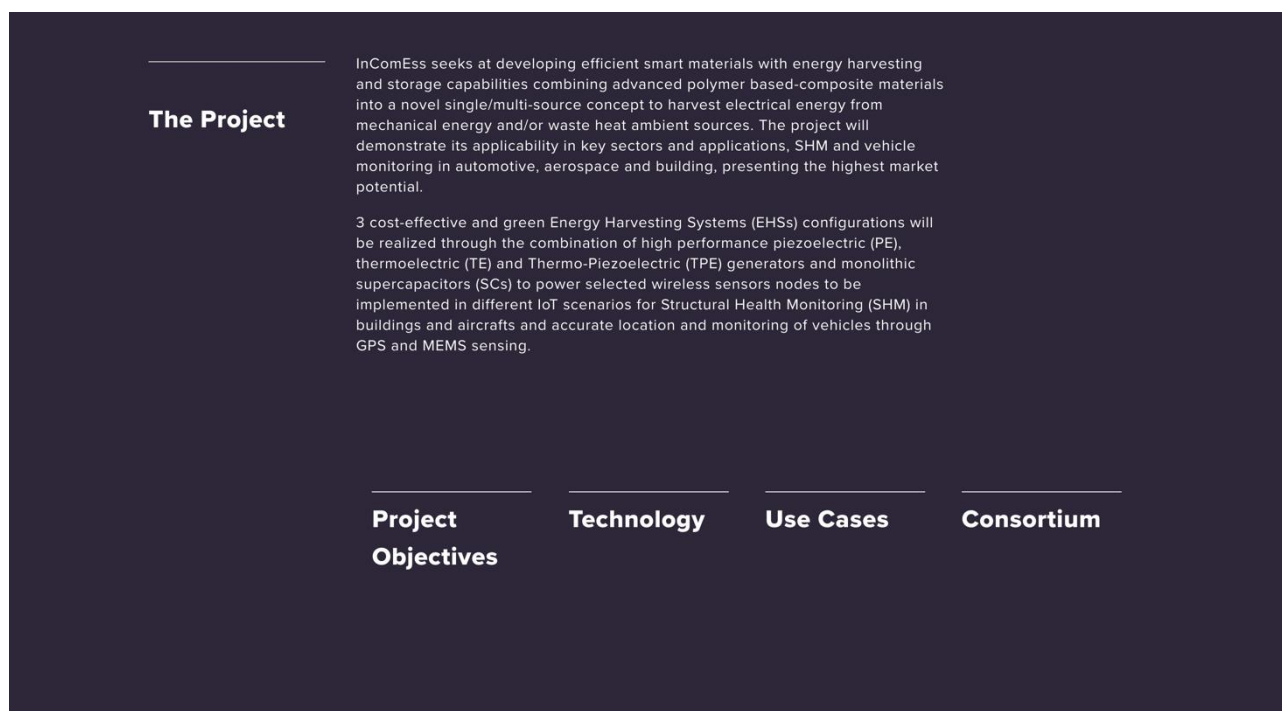 The Project
InComEss seeks at developing efficient smart materials with energy harvesting
and storage capabilities combining advanced polymer based-composite materials
into a novel single/multi-source concept to harvest electrical energy from
mechanical energy and/or waste heat ambient sources. The project will
demonstrate its applicability in key sectors and applications, SHM and vehicle
monitoring in automotive, aerospace and building, presenting the highest market
potential.
3 cost-effective and green Energy Harvesting Systems (EHSs) configurations will
be realized through the combination of high performance piezoelectric (PE),
thermoelectric (TE) and Thermo-Piezoelectric (TPE) generators and monolithic
supercapacitors (SCs) to power selected wireless sensors nodes to be
implemented in different IoT scenarios for Structural Health Monitoring (SHM) in
buildings and aircrafts and accurate location and monitoring of vehicles through
GPS and MEMS sensing.
Project
Objectives
Technology
Use Cases
Consortium